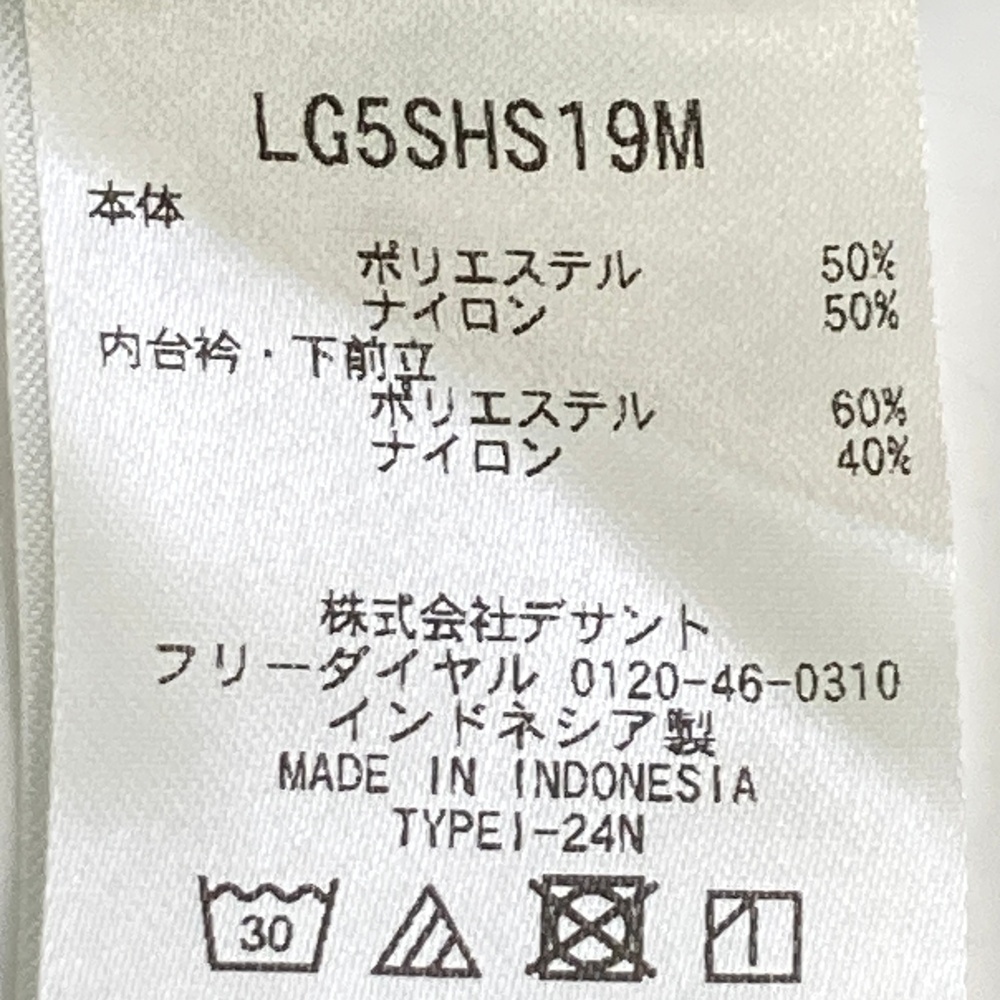 LG5SHS19M
本体
ポリエステル 50%
ナイロン 50%
内台衿・下前立
ポリエステル 60%
ナイロン 40%
株式会社デサント
フリーダイヤル 0120-46-0310
インドネシア製
MADE IN INDONESIA
TYPEI-24N
30